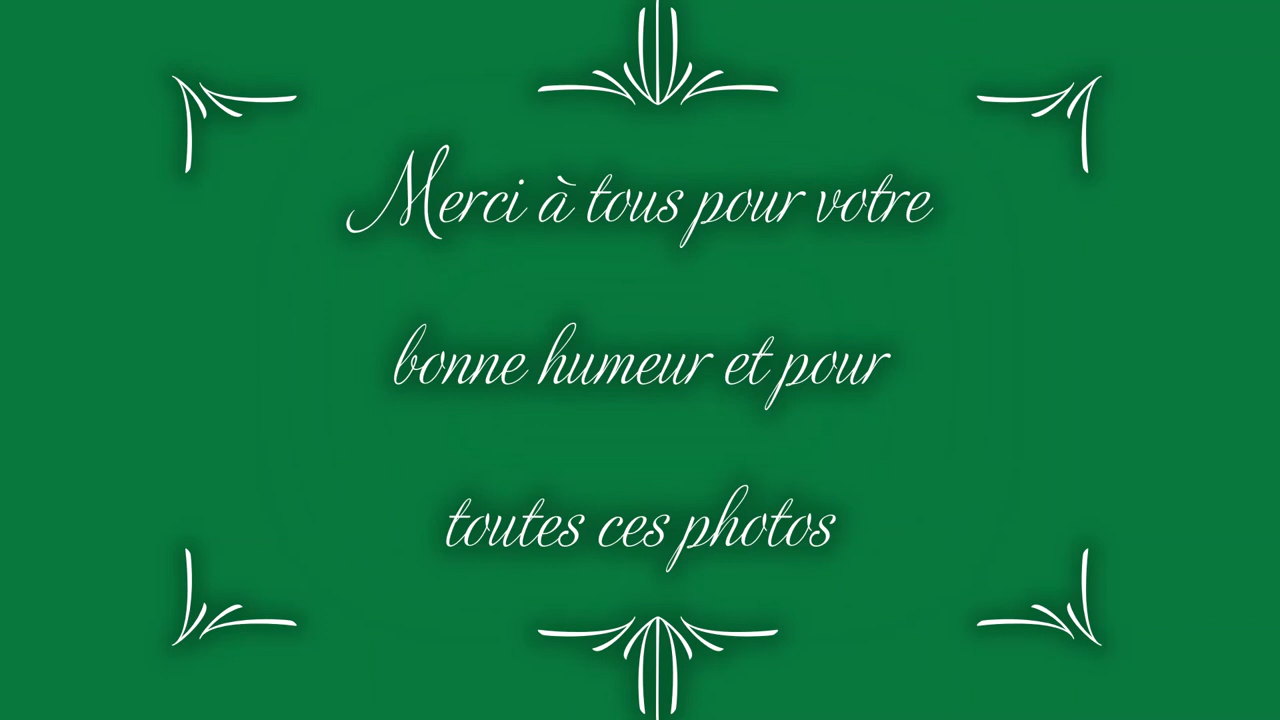 Merci à tous pour votre
bonne humeur et pour
toutes ces photos